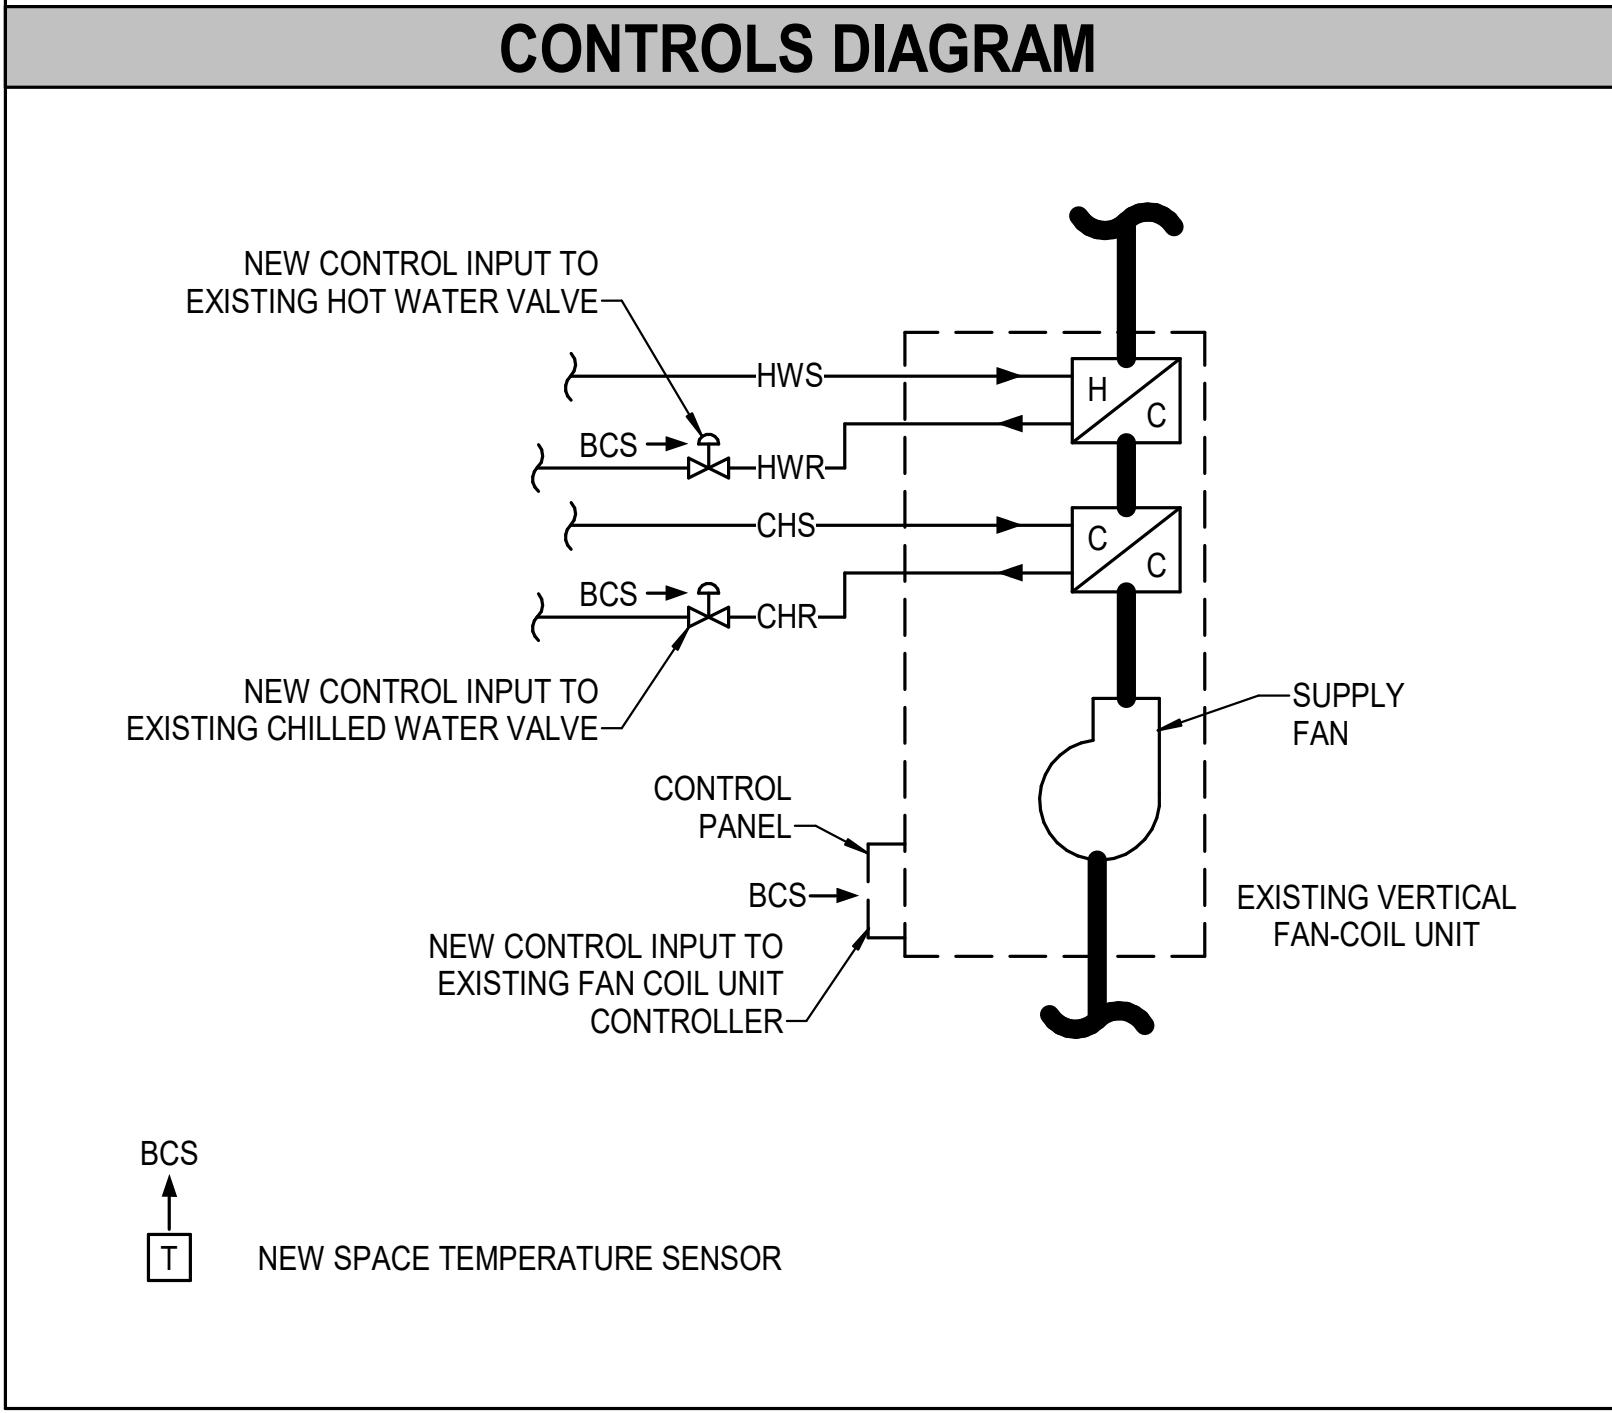 CONTROLS DIAGRAM
NEW CONTROL INPUT TO
EXISTING HOT WATER VALVE
HWS
H
C
BCS
HWR
CHS
C
C
BCS
CHR
NEW CONTROL INPUT TO
EXISTING CHILLED WATER VALVE
SUPPLY
FAN
CONTROL
PANEL
BCS
EXISTING VERTICAL
FAN-COIL UNIT
NEW CONTROL INPUT TO
EXISTING FAN COIL UNIT
CONTROLLER
BCS
T
NEW SPACE TEMPERATURE SENSOR